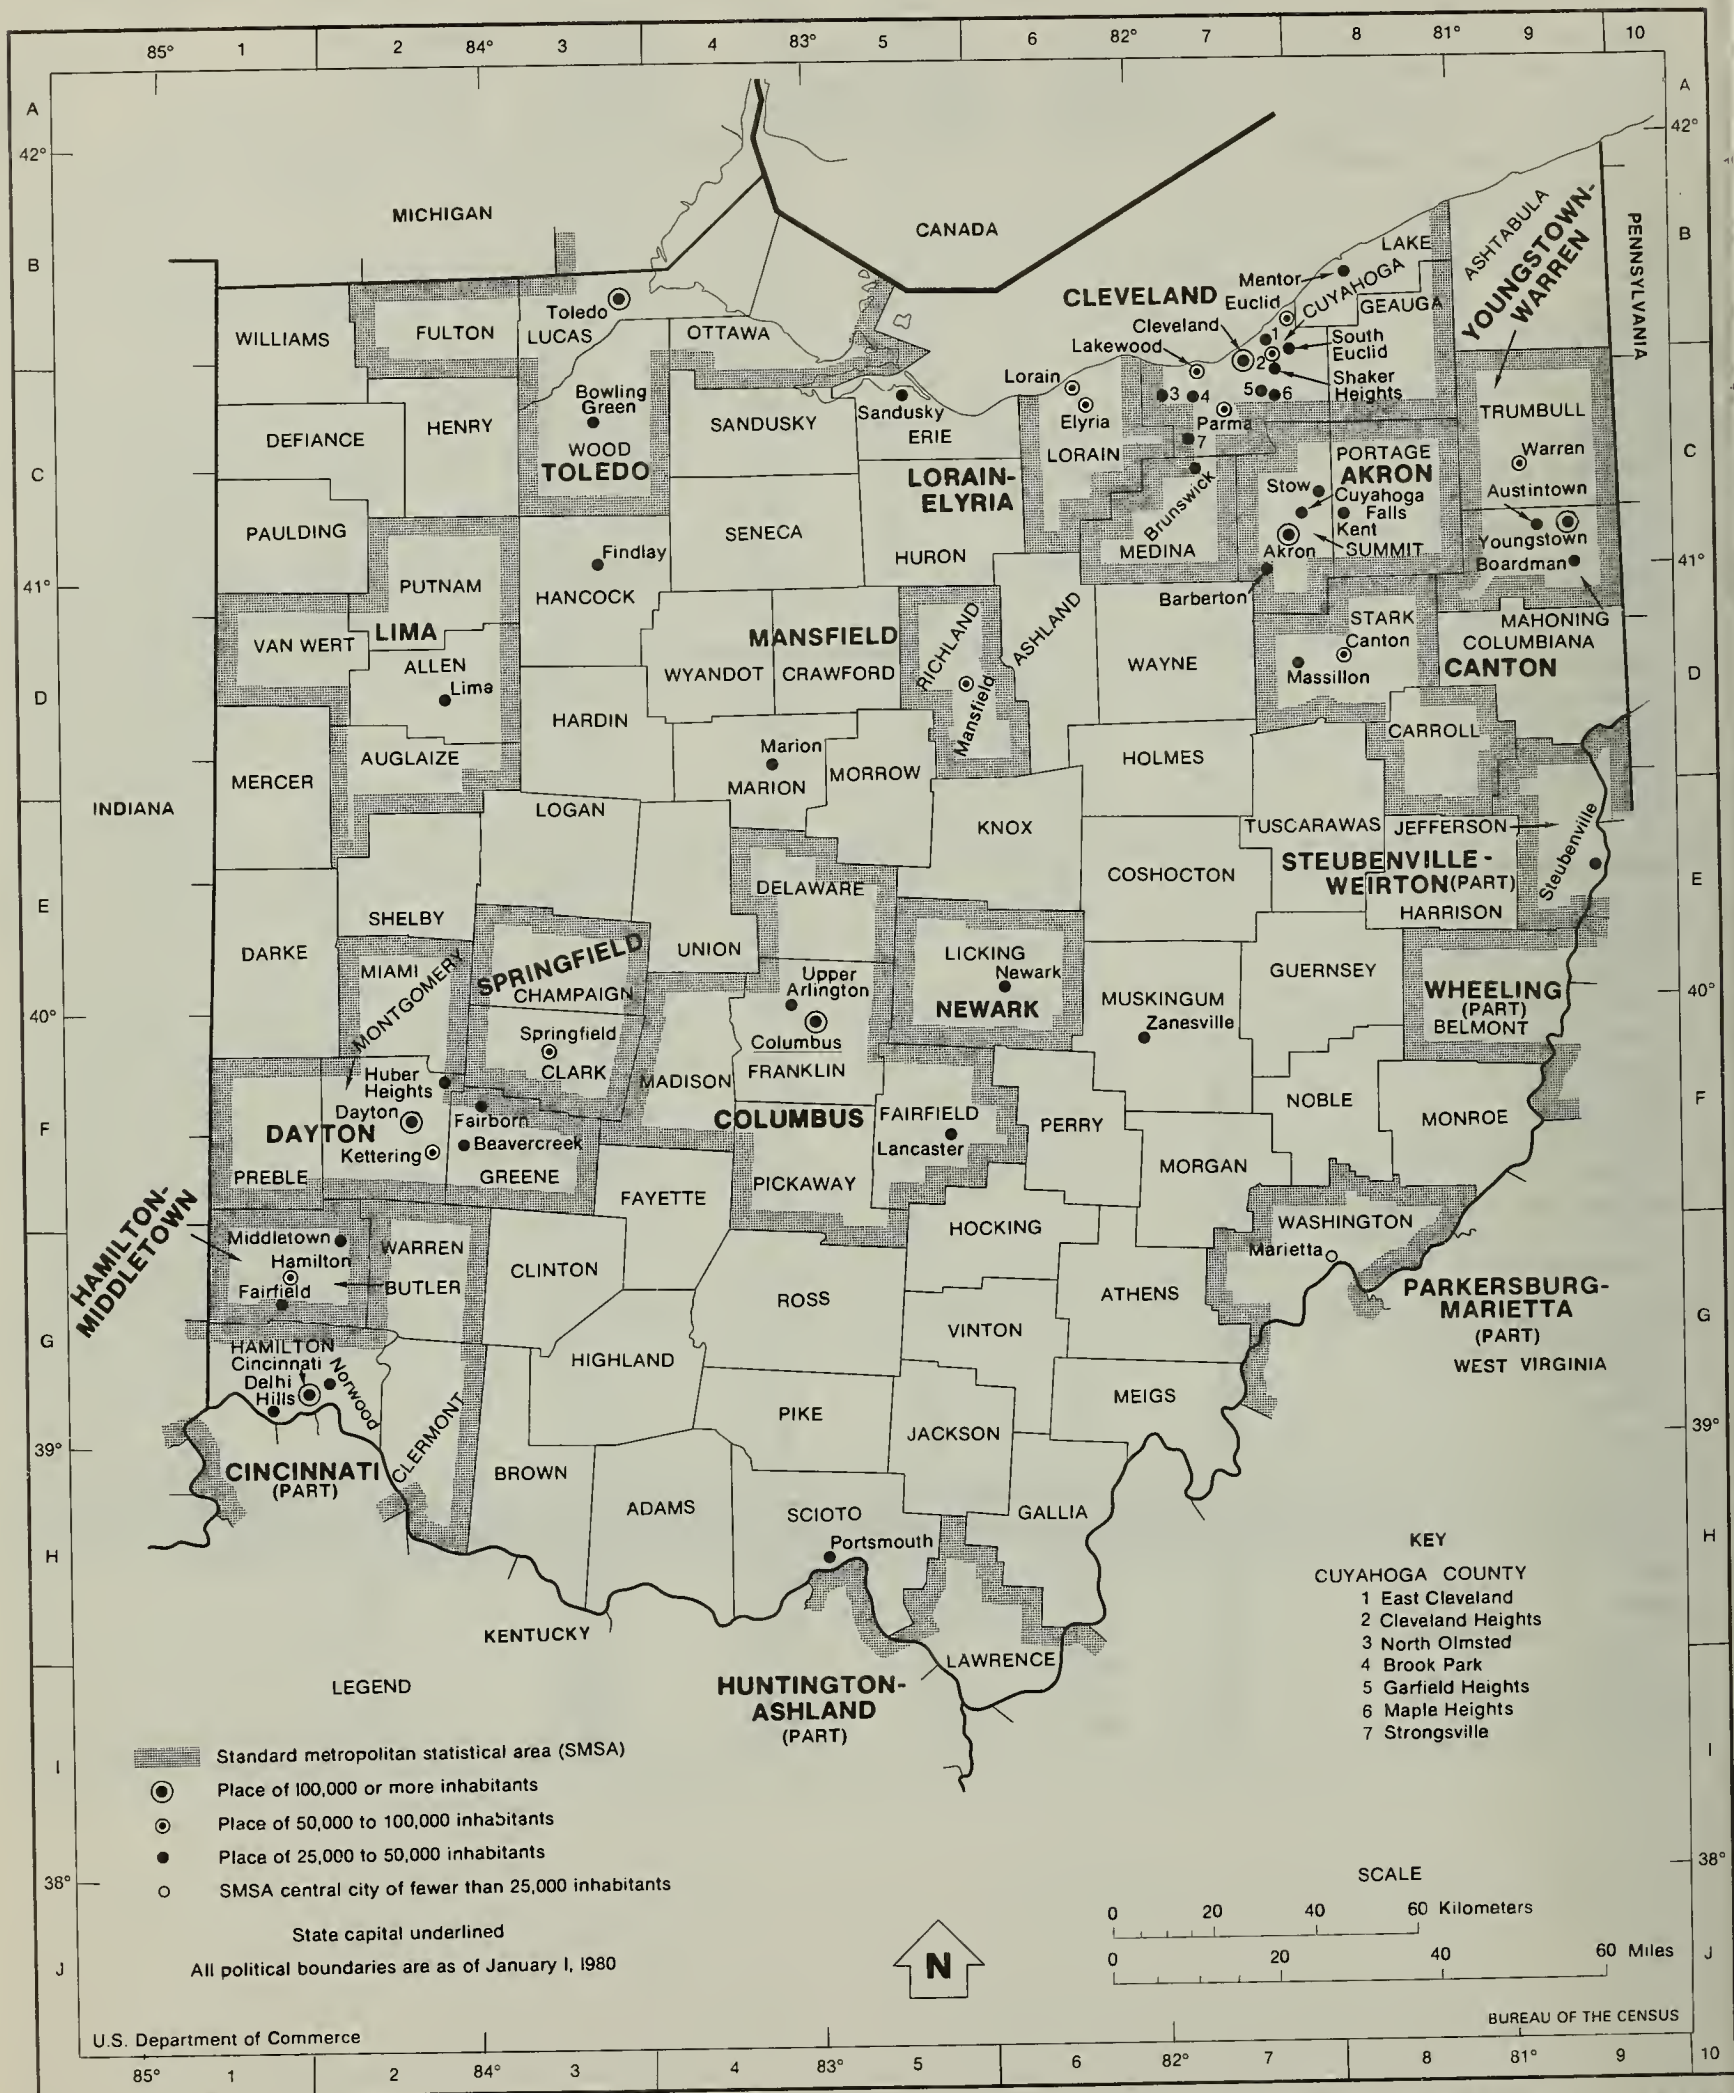 85° 1 2 84° 3 4 83° 5 6 82° 7 8 81° 9 10
A
A
42°
42°
MICHIGAN
CANADA
PENNSYLVANIA
B
B
ASHTABULA
YOUNGSTOWN-
WARREN
LAKE
Mentor
CUYAHOGA
CLEVELAND
Euclid
GEAUGA
Toledo
Cleveland
WILLIAMS
FULTON
LUCAS
OTTAWA
Lakewood
1
South
Euclid
2
Shaker
Heights
Lorain
Bowling
Green
Sandusky
3
4
5
6
Elyria
Parma
TRUMBULL
DEFIANCE
HENRY
SANDUSKY
ERIE
7
WOOD
LORAIN
PORTAGE
Warren
C
C
TOLEDO
LORAIN-
ELYRIA
AKRON
Stow
Cuyahoga
Falls
Austintown
Brunswick
PAULDING
SENECA
Kent
Youngstown
Findlay
HURON
MEDINA
Akron
SUMMIT
Boardman
41°
41°
PUTNAM
HANCOCK
Barberton
STARK
MAHONING
VAN WERT
LIMA
MANSFIELD
RICHLAND
ASHLAND
Canton
COLUMBIANA
ALLEN
WYANDOT
CRAWFORD
WAYNE
Massillon
CANTON
D
D
Lima
Mansfield
HARDIN
CARROLL
AUGLAIZE
Marion
HOLMES
MERCER
MARION
MORROW
INDIANA
LOGAN
KNOX
TUSCARAWAS
JEFFERSON
Steubenville
STEUBENVILLE-
WEIRTON (PART)
DELAWARE
COSHOCTON
E
E
SHELBY
HARRISON
DARKE
MIAMI
MONTGOMERY
SPRINGFIELD
UNION
LICKING
Newark
GUERNSEY
Upper
Arlington
CHAMPAIGN
NEWARK
MUSKINGUM
WHEELING
(PART)
BELMONT
40°
40°
Springfield
Zanesville
Columbus
CLARK
MADISON
FRANKLIN
Huber
Heights
NOBLE
MONROE
F
F
Dayton
Fairborn
COLUMBUS
FAIRFIELD
PERRY
DAYTON
Beavercreek
Lancaster
Kettering
MORGAN
PREBLE
GREENE
FAYETTE
PICKAWAY
HAMILTON-
MIDDLETOWN
HOCKING
WASHINGTON
Middletown
WARREN
Marietta
Hamilton
CLINTON
BUTLER
Fairfield
ROSS
ATHENS
PARKERSBURG-
MARIETTA
(PART)
G
G
VINTON
HAMILTON
HIGHLAND
WEST VIRGINIA
Cincinnati
Delhi
Hills
Norwood
CLERMONT
PIKE
MEIGS
JACKSON
39°
39°
CINCINNATI
(PART)
BROWN
ADAMS
SCIOTO
GALLIA
Portsmouth
H
H
KEY
CUYAHOGA COUNTY
1 East Cleveland
2 Cleveland Heights
3 North Olmsted
4 Brook Park
5 Garfield Heights
6 Maple Heights
7 Strongsville
KENTUCKY
LAWRENCE
HUNTINGTON-
ASHLAND
(PART)
I
I
LEGEND
Standard metropolitan statistical area (SMSA)
Place of 100,000 or more inhabitants
Place of 50,000 to 100,000 inhabitants
Place of 25,000 to 50,000 inhabitants
SMSA central city of fewer than 25,000 inhabitants
State capital underlined
All political boundaries are as of January 1, 1980
38°
38°
SCALE
0 20 40 60 Kilometers
0 20 40 60 Miles
N
J
J
U.S. Department of Commerce
BUREAU OF THE CENSUS
85° 1 2 84° 3 4 83° 5 6 82° 7 8 81° 9 10